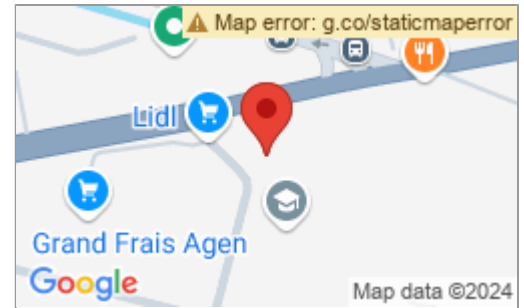 Map error: g.co/staticmaperror
Lidl
Grand Frais Agen
Google
Map data ©2024